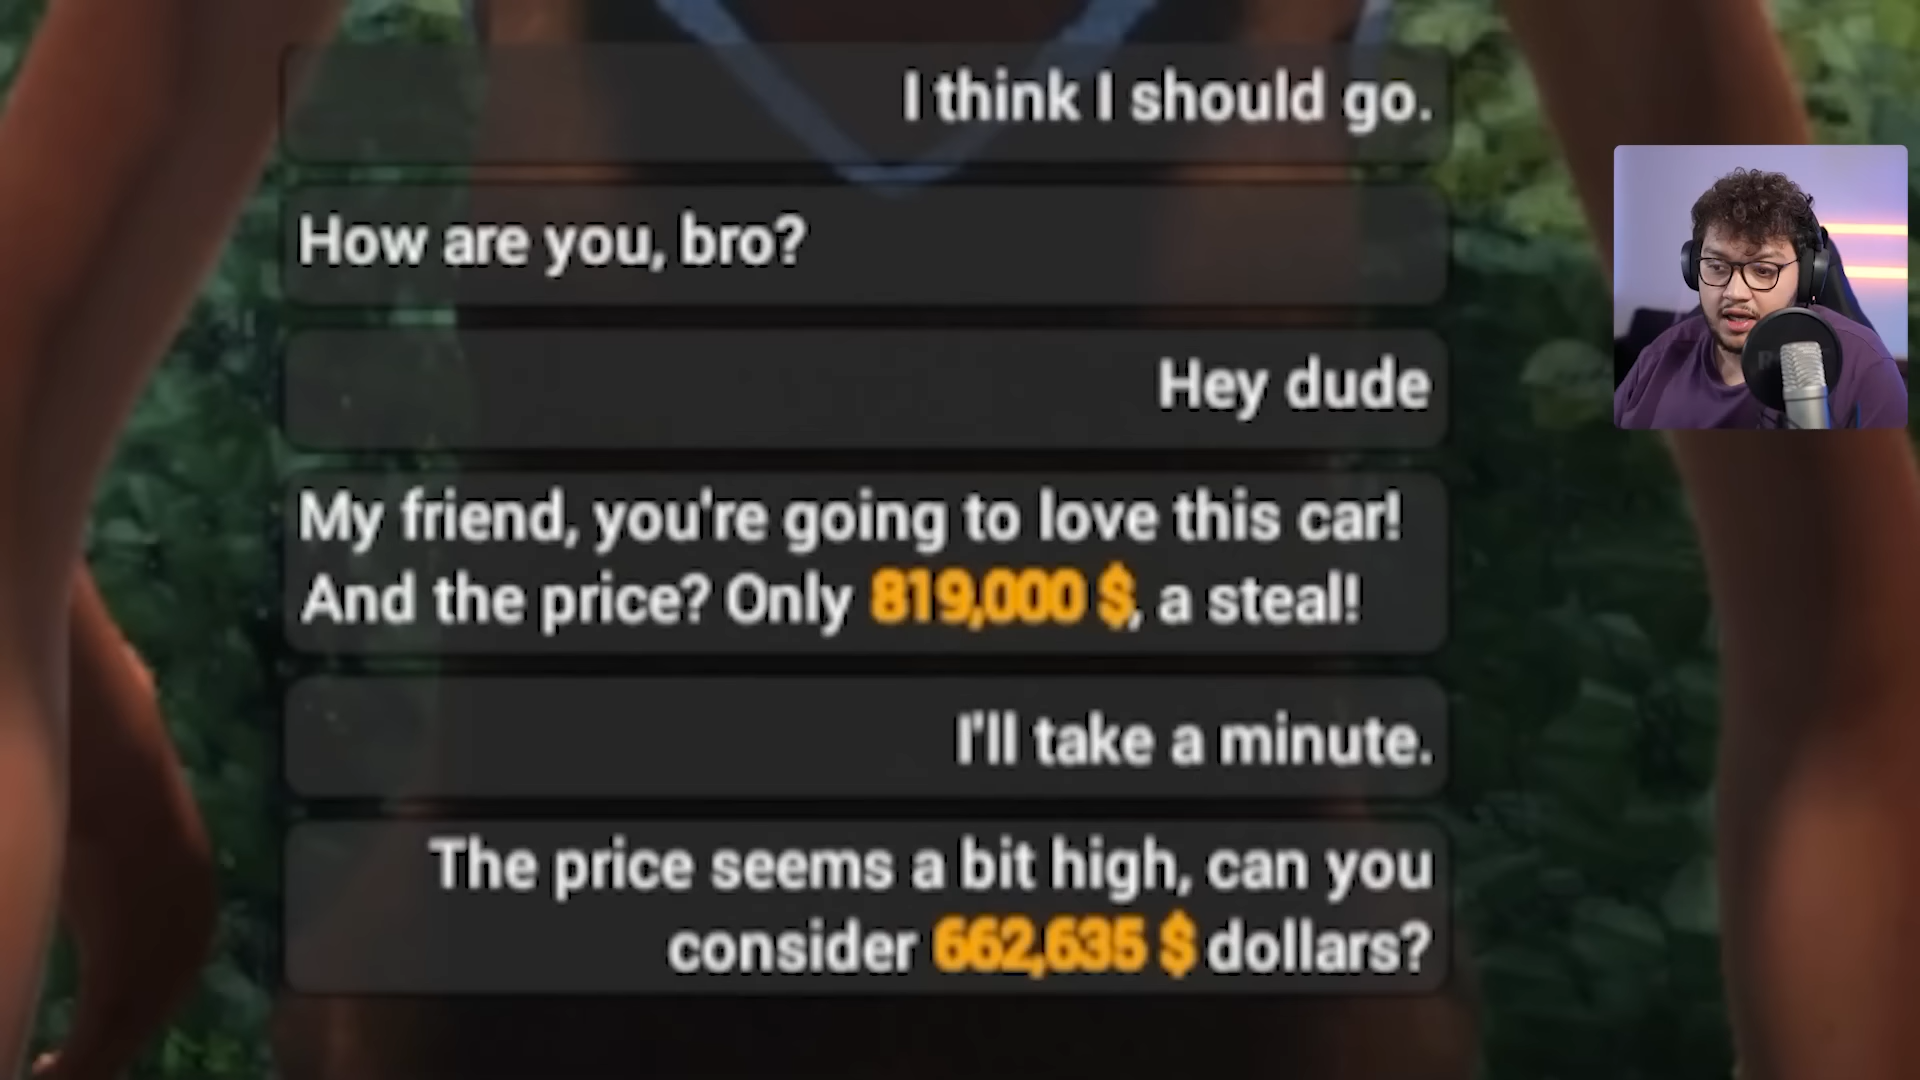 I think I should go.
How are you, bro?
Hey dude
My friend, you're going to love this car!
And the price? Only 819,000 $, a steal!
I'll take a minute.
The price seems a bit high, can you
consider 662,635 $ dollars?